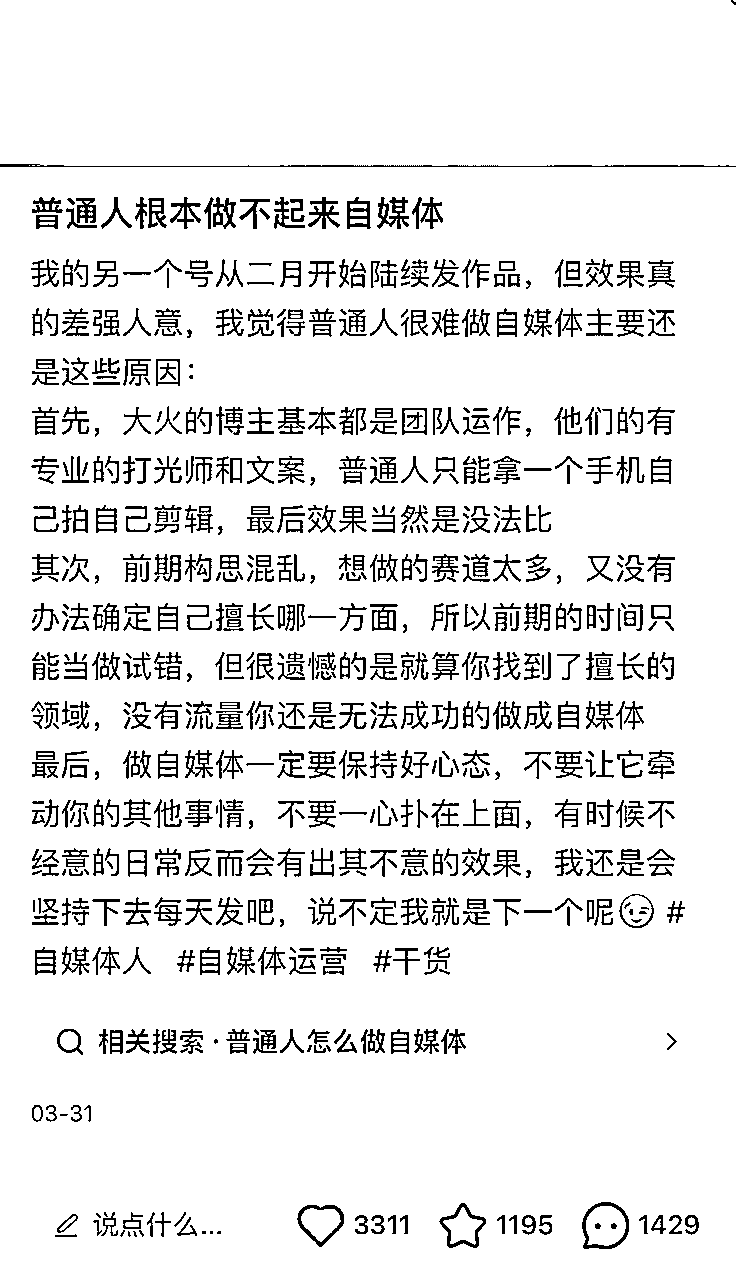 普通人根本做不起来自媒体
我的另一个号从二月开始陆续发作品，但效果真
的差强人意，我觉得普通人很难做自媒体主要还
是这些原因：
首先，大火的博主基本都是团队运作，他们的有
专业的打光师和文案，普通人只能拿一个手机自
己拍自己剪辑，最后效果当然是没法比
其次，前期构思混乱，想做的赛道太多，又没有
办法确定自己擅长哪一方面，所以前期的时间只
能当做试错，但很遗憾的是就算你找到了擅长的
领域，没有流量你还是无法成功的做成自媒体
最后，做自媒体一定要保持好心态，不要让它牵
动你的其他事情，不要一心扑在上面，有时候不
经意的日常反而会有出其不意的效果，我还是会
坚持下去每天发吧，说不定我就是下一个呢😉 #
自媒体人 #自媒体运营 #干货
相关搜索·普通人怎么做自媒体
03-31
说点什么... 3311 1195 1429